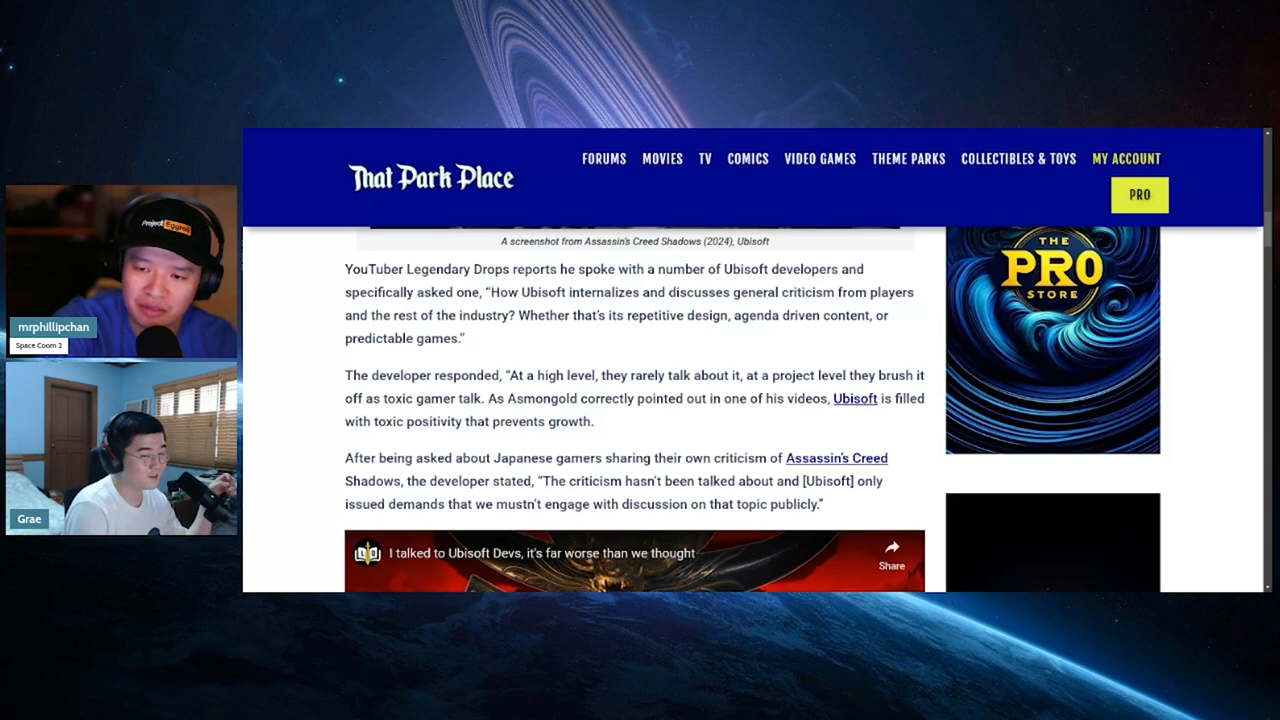 That Park Place
FORUMS MOVIES TV COMICS VIDEO GAMES THEME PARKS COLLECTIBLES & TOYS MY ACCOUNT
PRO
A screenshot from Assassin's Creed Shadows (2024), Ubisoft
YouTuber Legendary Drops reports he spoke with a number of Ubisoft developers and
specifically asked one, “How Ubisoft internalizes and discusses general criticism from players
and the rest of the industry? Whether that’s its repetitive design, agenda driven content, or
predictable games.”
The developer responded, “At a high level, they rarely talk about it, at a project level they brush it
off as toxic gamer talk. As Asmongold correctly pointed out in one of his videos, Ubisoft is filled
with toxic positivity that prevents growth.
After being asked about Japanese gamers sharing their own criticism of Assassin’s Creed
Shadows, the developer stated, “The criticism hasn’t been talked about and [Ubisoft] only
issued demands that we mustn’t engage with discussion on that topic publicly.”
I talked to Ubisoft Devs, it's far worse than we thought
Share
THE
PRO
STORE
Project Eggroll
mrphillipchan
Space Coom 2
Grae